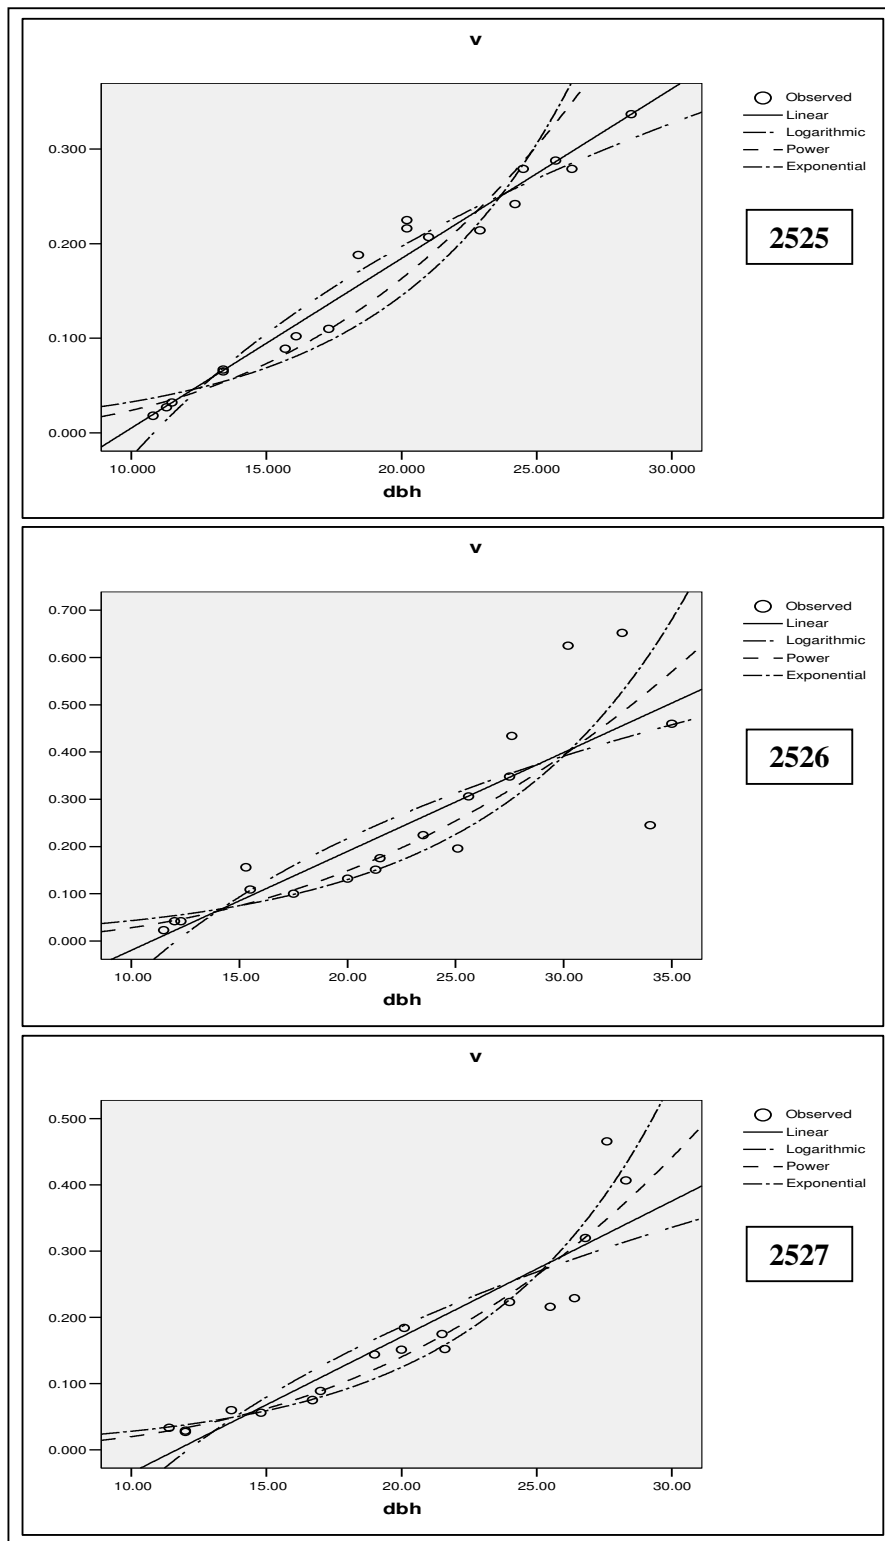 v
0.300
0.200
0.100
0.000
10.000 15.000 20.000 25.000 30.000
dbh
Observed
Linear
Logarithmic
Power
Exponential
2525
v
0.700
0.600
0.500
0.400
0.300
0.200
0.100
0.000
10.00 15.00 20.00 25.00 30.00 35.00
dbh
Observed
Linear
Logarithmic
Power
Exponential
2526
v
0.500
0.400
0.300
0.200
0.100
0.000
10.00 15.00 20.00 25.00 30.00
dbh
Observed
Linear
Logarithmic
Power
Exponential
2527